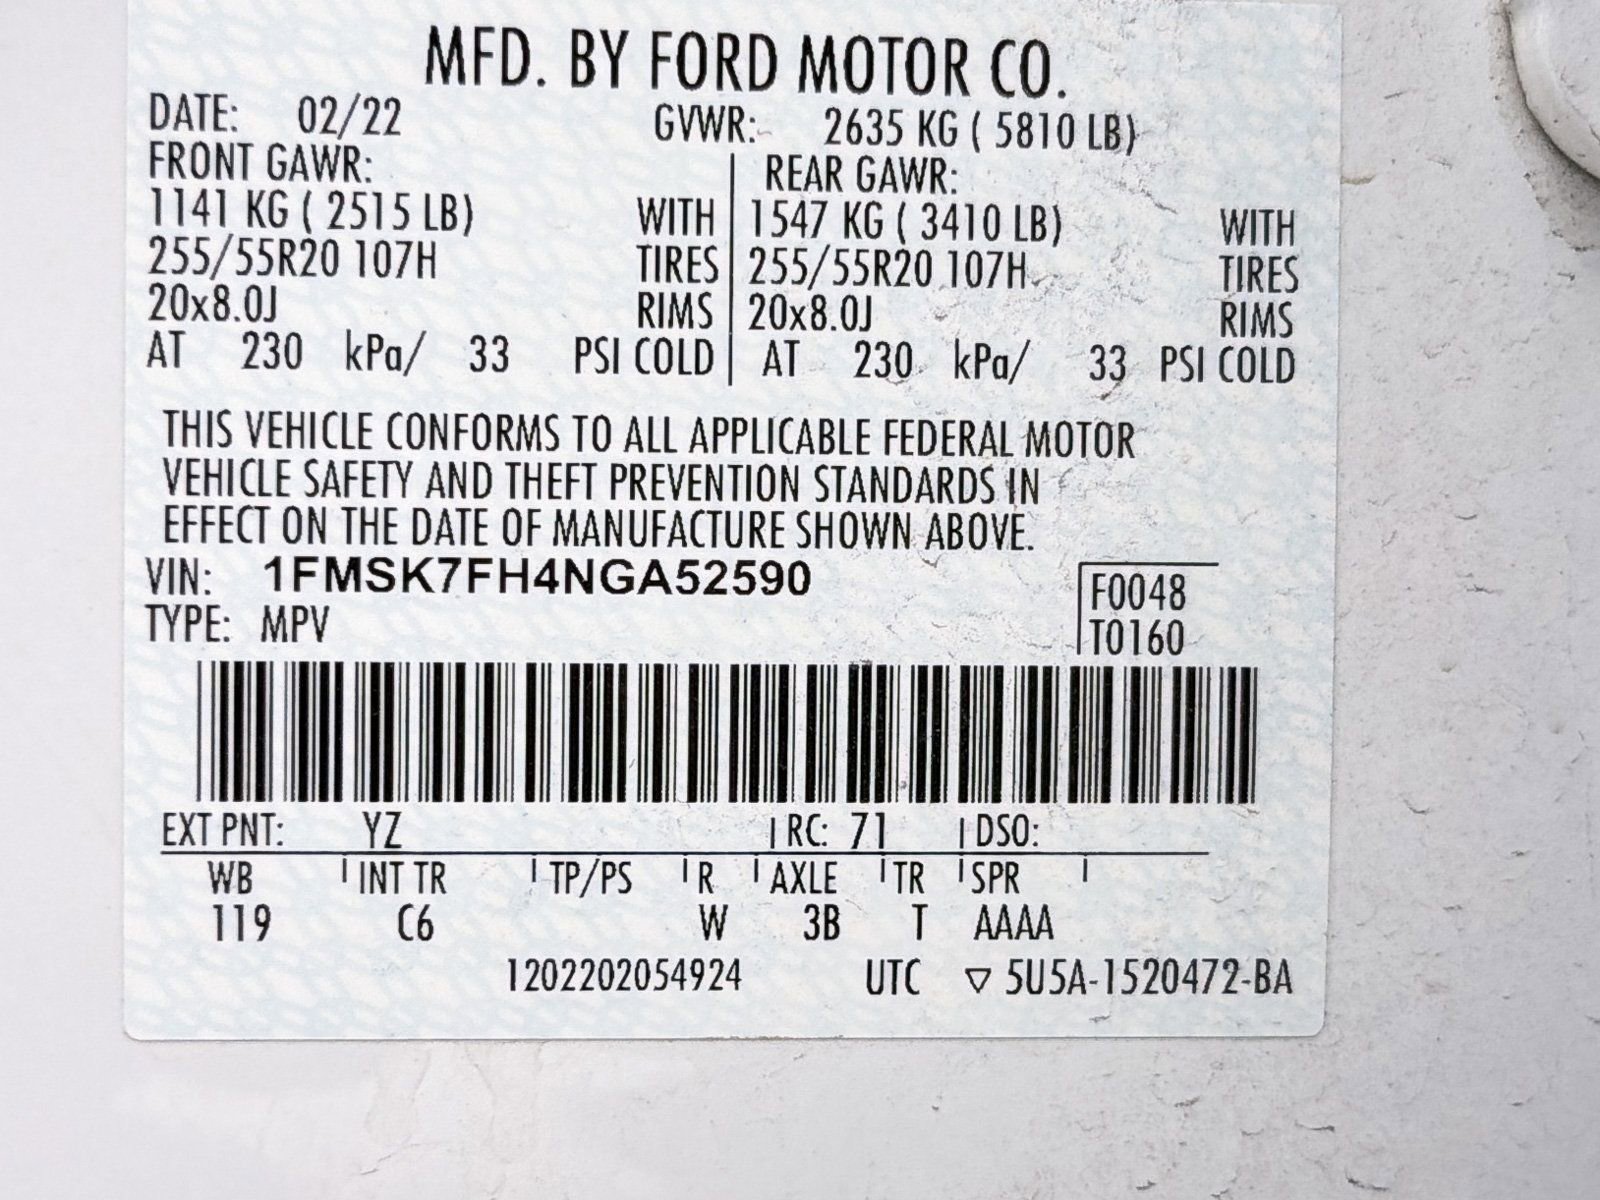 MFD. BY FORD MOTOR CO.
DATE: 02/22 GVWR: 2635 KG ( 5810 LB)
FRONT GAWR: REAR GAWR:
1141 KG ( 2515 LB) WITH 1547 KG ( 3410 LB) WITH
255/55R20 107H TIRES 255/55R20 107H TIRES
20x8.0J RIMS 20x8.0J RIMS
AT 230 kPa/ 33 PSI COLD AT 230 kPa/ 33 PSI COLD
THIS VEHICLE CONFORMS TO ALL APPLICABLE FEDERAL MOTOR
VEHICLE SAFETY AND THEFT PREVENTION STANDARDS IN
EFFECT ON THE DATE OF MANUFACTURE SHOWN ABOVE.
VIN: 1FMSK7FH4NGA52590
F0048
TYPE: MPV
T0160
EXT PNT: YZ RC: 71 DSO:
WB INT TR TP/PS R AXLE TR SPR
119 C6 W 3B T AAAA
1202202054924 UTC ▽ 5U5A-1520472-BA